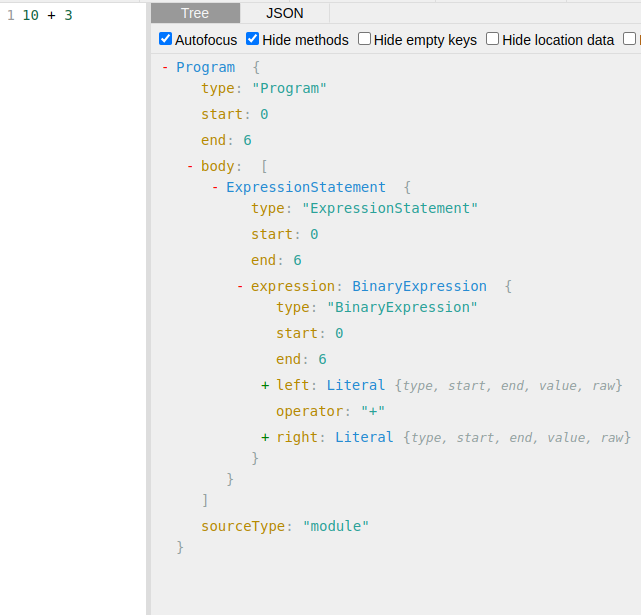 1 10 + 3
Tree JSON
Autofocus Hide methods Hide empty keys Hide location data
- Program {
type: "Program"
start: 0
end: 6
- body: [
- ExpressionStatement {
type: "ExpressionStatement"
start: 0
end: 6
- expression: BinaryExpression {
type: "BinaryExpression"
start: 0
end: 6
+ left: Literal {type, start, end, value, raw}
operator: "+"
+ right: Literal {type, start, end, value, raw}
}
}
]
sourceType: "module"
}